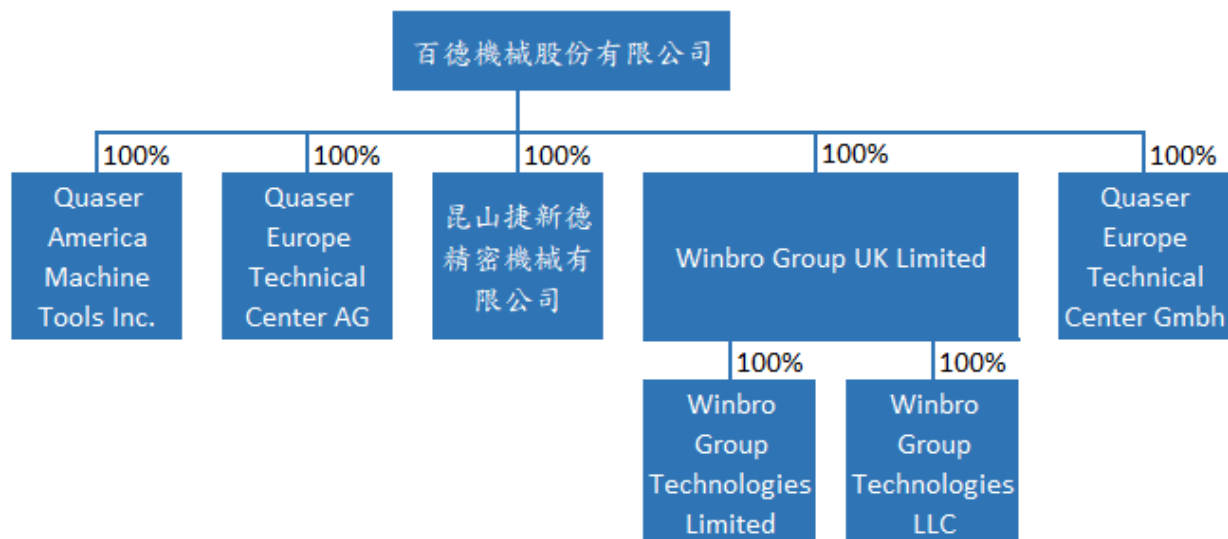 百德機械股份有限公司
100%
100%
100%
100%
100%
Quaser
America
Machine
Tools Inc.
Quaser
Europe
Technical
Center AG
昆山捷新德
精密機械有
限公司
Winbro Group UK Limited
Quaser
Europe
Technical
Center Gmbh
100%
100%
Winbro
Group
Technologies
Limited
Winbro
Group
Technologies
LLC